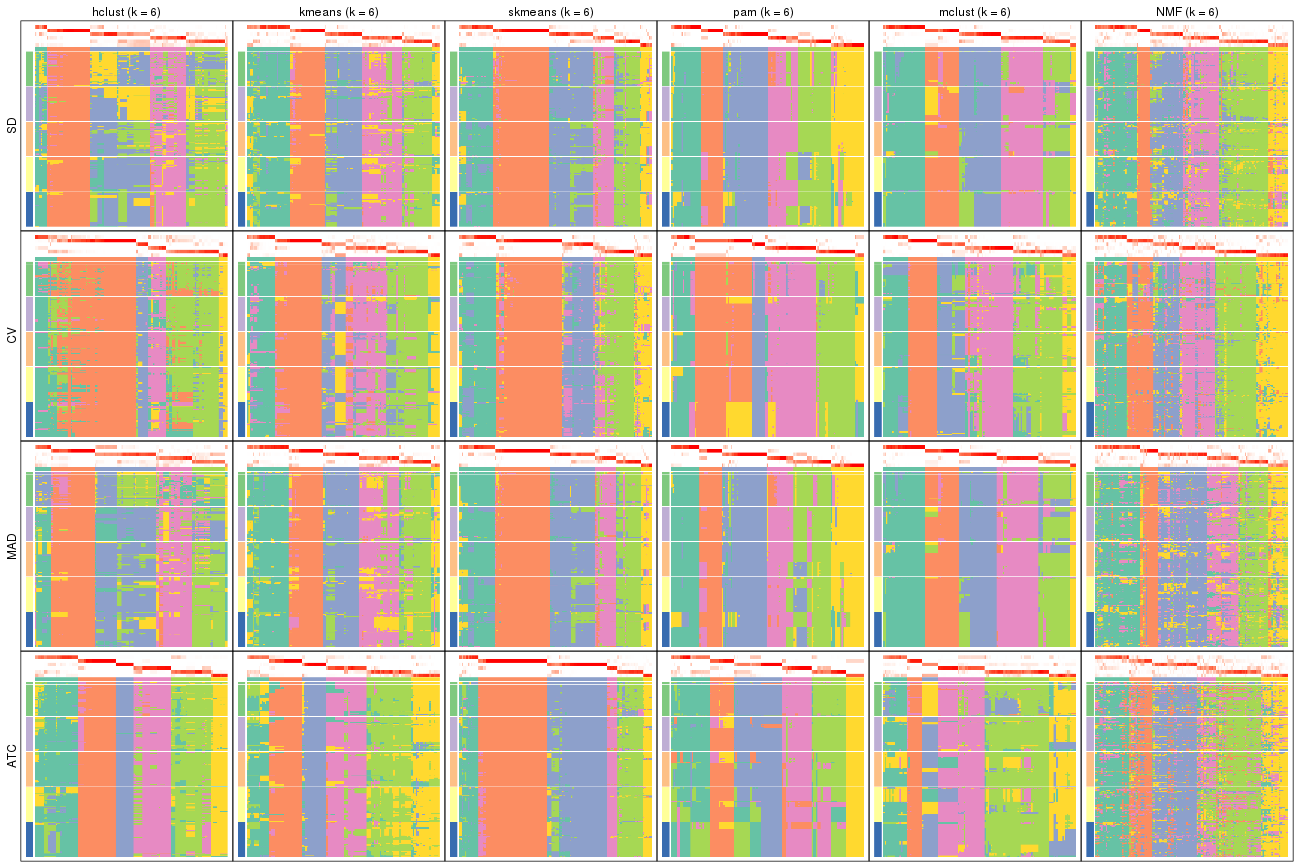 hclust (k = 6) kmeans (k = 6) skmeans (k = 6) pam (k = 6) mclust (k = 6) NMF (k = 6)
SD
CV
MAD
ATC